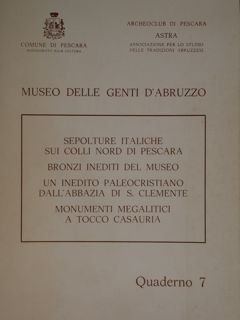 ARCHEOCLUB DI PESCARA
ASTRA
ASSOCIAZIONE PER LO STUDIO
DELLE TRADIZIONI ABRUZZESI
COMUNE DI PESCARA
MUSEO DELLE GENTI D'ABRUZZO
SEPOLTURE ITALICHE
SUI COLLI NORD DI PESCARA
BRONZI INEDITI DEL MUSEO
UN INEDITO PALEOCRISTIANO
DALL'ABBAZIA DI S. CLEMENTE
MONUMENTI MEGALITICI
A TOCCO CASAURIA
Quaderno 7